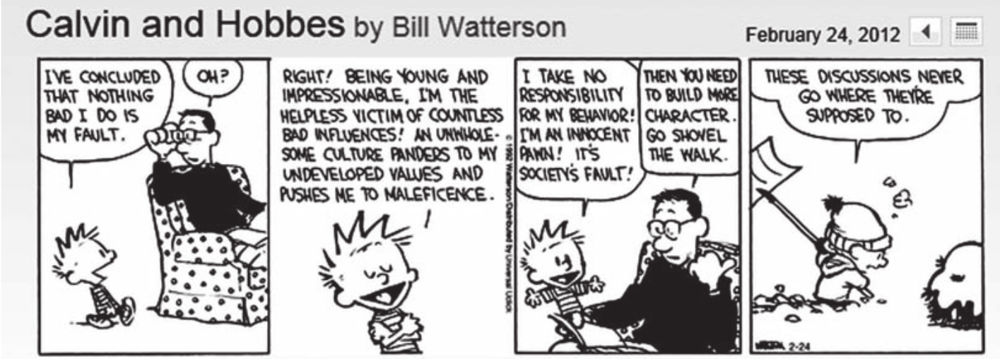 Calvin and Hobbes by Bill Watterson
February 24, 2012
I'VE CONCLUDED
THAT NOTHING
BAD I DO IS
MY FAULT.
OH?
RIGHT! BEING YOUNG AND
IMPRESSIONABLE, I'M THE
HELPLESS VICTIM OF COUNTLESS
BAD INFLUENCES! AN UNWHOLE-
SOME CULTURE PANDERS TO MY
UNDEVELOPED VALUES AND
PUSHES ME TO MALEFICENCE.
© 1992 Watterson/Distributed by Universal Uclick
I TAKE NO
RESPONSIBILITY
FOR MY BEHAVIOR!
I'M AN INNOCENT
PAWN! IT'S
SOCIETY'S FAULT!
THEN YOU NEED
TO BUILD MORE
CHARACTER.
GO SHOVEL
THE WALK.
THESE DISCUSSIONS NEVER
GO WHERE THEY'RE
SUPPOSED TO.
2-24